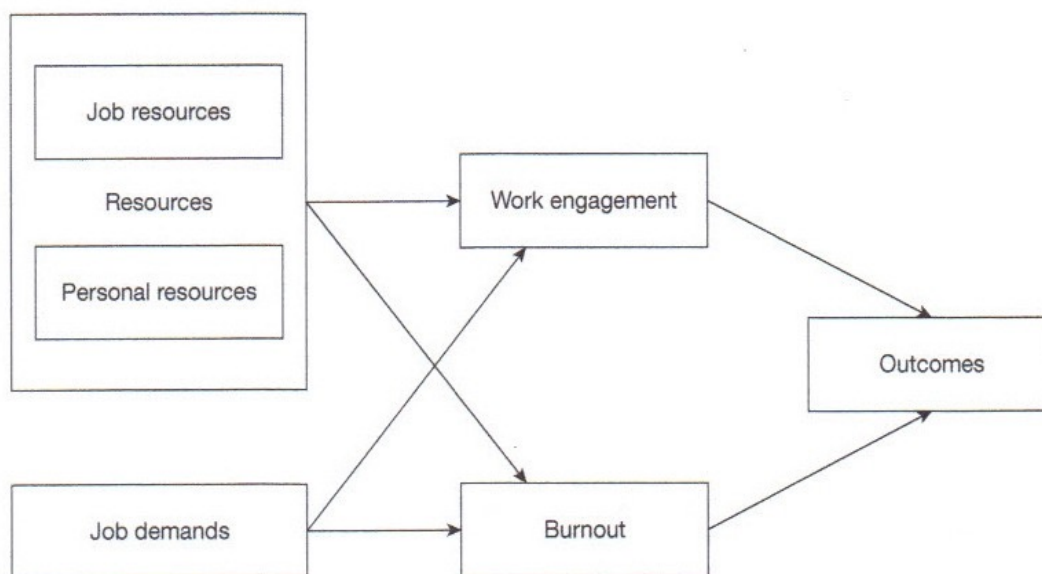 Job resources
Resources
Personal resources
Job demands
Work engagement
Burnout
Outcomes